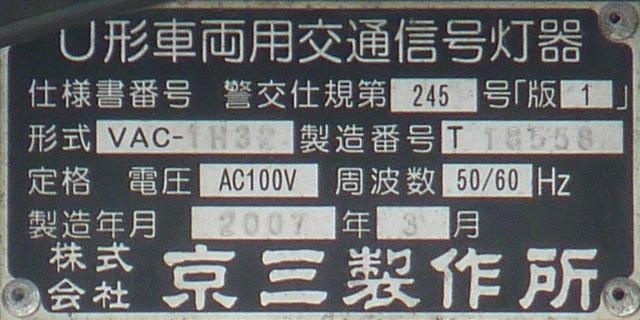 U形車両用交通信号灯器
仕様書番号 警交仕規第 245 号「版 1 」
形式 VAC-1H32 製造番号 T 18558
定格 電圧 AC100V 周波数 50/60 Hz
製造年月 2007 年 3 月
株式会社 京三製作所